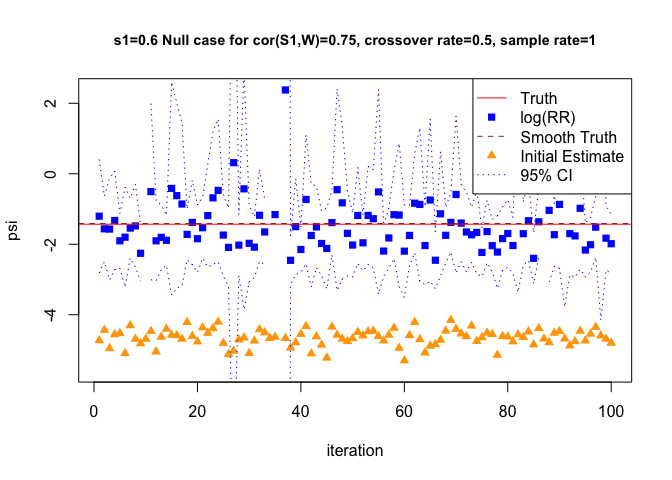 s1=0.6 Null case for cor(S1,W)=0.75, crossover rate=0.5, sample rate=1
Truth
log(RR)
Smooth Truth
Initial Estimate
95% CI
psi
2
0
-2
-4
0 20 40 60 80 100
iteration